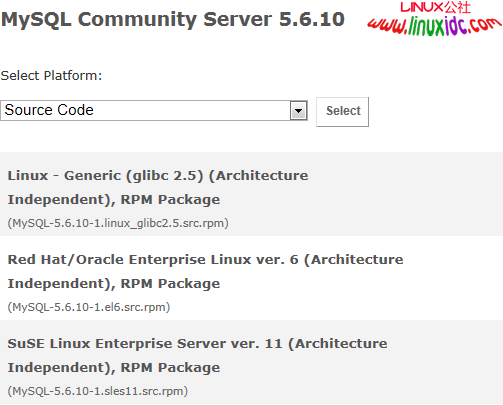 MySQL Community Server 5.6.10
LINUX公社
www.linuxidc.com
Select Platform:
Source Code
Select
Linux - Generic (glibc 2.5) (Architecture
Independent), RPM Package
(MySQL-5.6.10-1.linux_glibc2.5.src.rpm)
Red Hat/Oracle Enterprise Linux ver. 6 (Architecture
Independent), RPM Package
(MySQL-5.6.10-1.el6.src.rpm)
SuSE Linux Enterprise Server ver. 11 (Architecture
Independent), RPM Package
(MySQL-5.6.10-1.sles11.src.rpm)